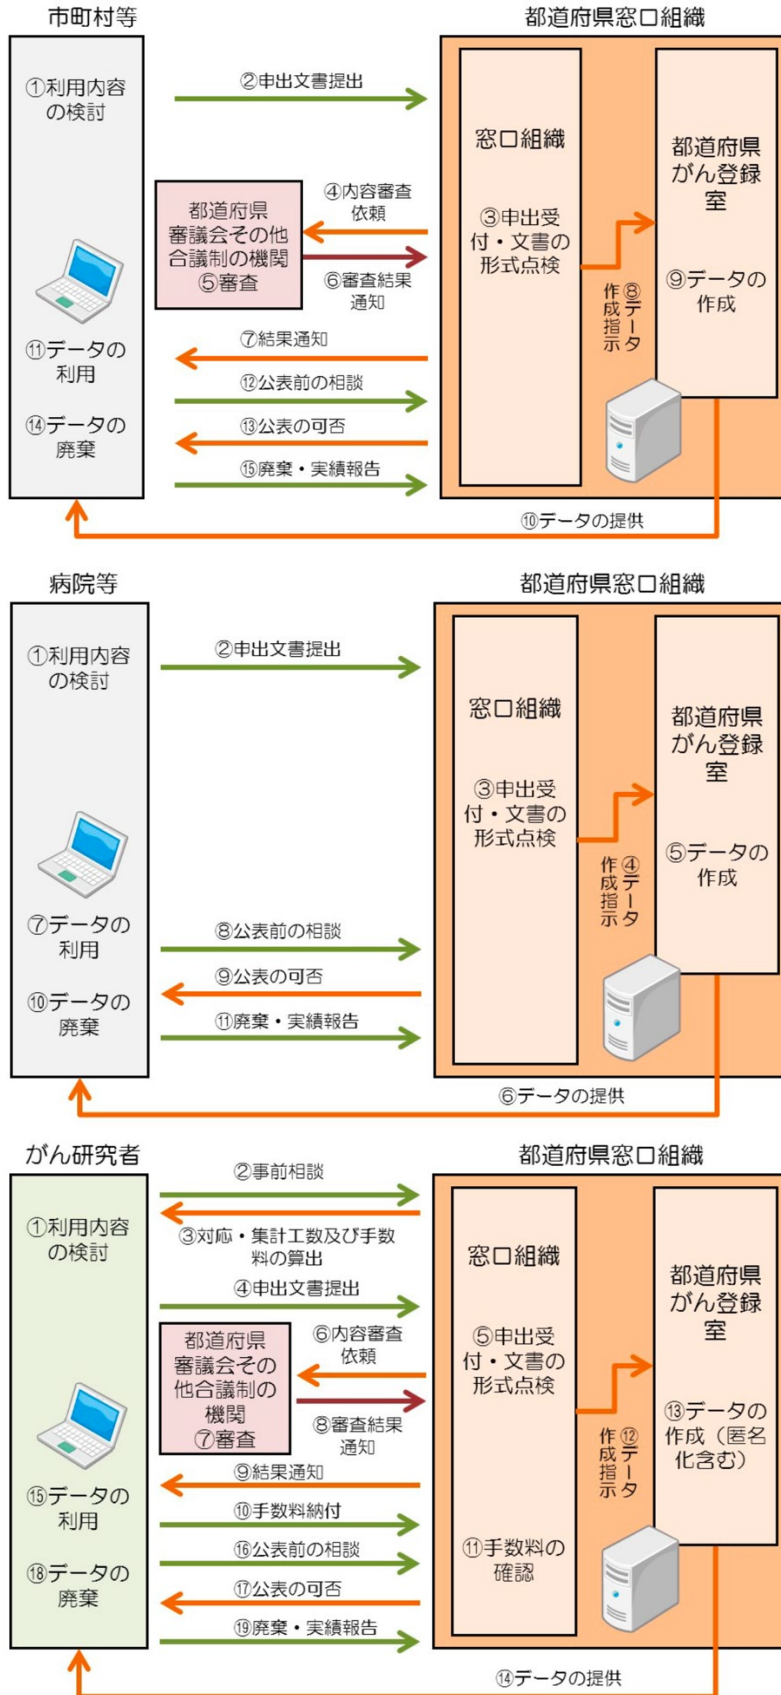 市町村等
都道府県窓口組織
①利用内容
の検討
②申出文書提出
窓口組織
都道府県
がん登録
室
都道府県
審議会その他
合議制の機関
⑤審査
④内容審査
依頼
③申出受
付・文書の
形式点検
⑥審査結果
通知
⑧データ
作成指示
⑨データの
作成
⑪データの
利用
⑦結果通知
⑫公表前の相談
⑭データの
廃棄
⑬公表の可否
⑮廃棄・実績報告
⑩データの提供
病院等
都道府県窓口組織
①利用内容
の検討
②申出文書提出
窓口組織
都道府県
がん登録
室
③申出受
付・文書の
形式点検
④データ
作成指示
⑤データの
作成
⑦データの
利用
⑧公表前の相談
⑨公表の可否
⑩データの
廃棄
⑪廃棄・実績報告
⑥データの提供
がん研究者
都道府県窓口組織
①利用内容
の検討
②事前相談
③対応・集計工数及び手数
料の算出
④申出文書提出
窓口組織
都道府県
がん登録
室
都道府県
審議会その
他合議制の
機関
⑦審査
⑥内容審査
依頼
⑤申出受
付・文書の
形式点検
⑧審査結果
通知
⑫データ
作成指示
⑬データの
作成（匿名
化含む）
⑮データの
利用
⑨結果通知
⑩手数料納付
⑯公表前の相談
⑪手数料の
確認
⑱データの
廃棄
⑰公表の可否
⑲廃棄・実績報告
⑭データの提供